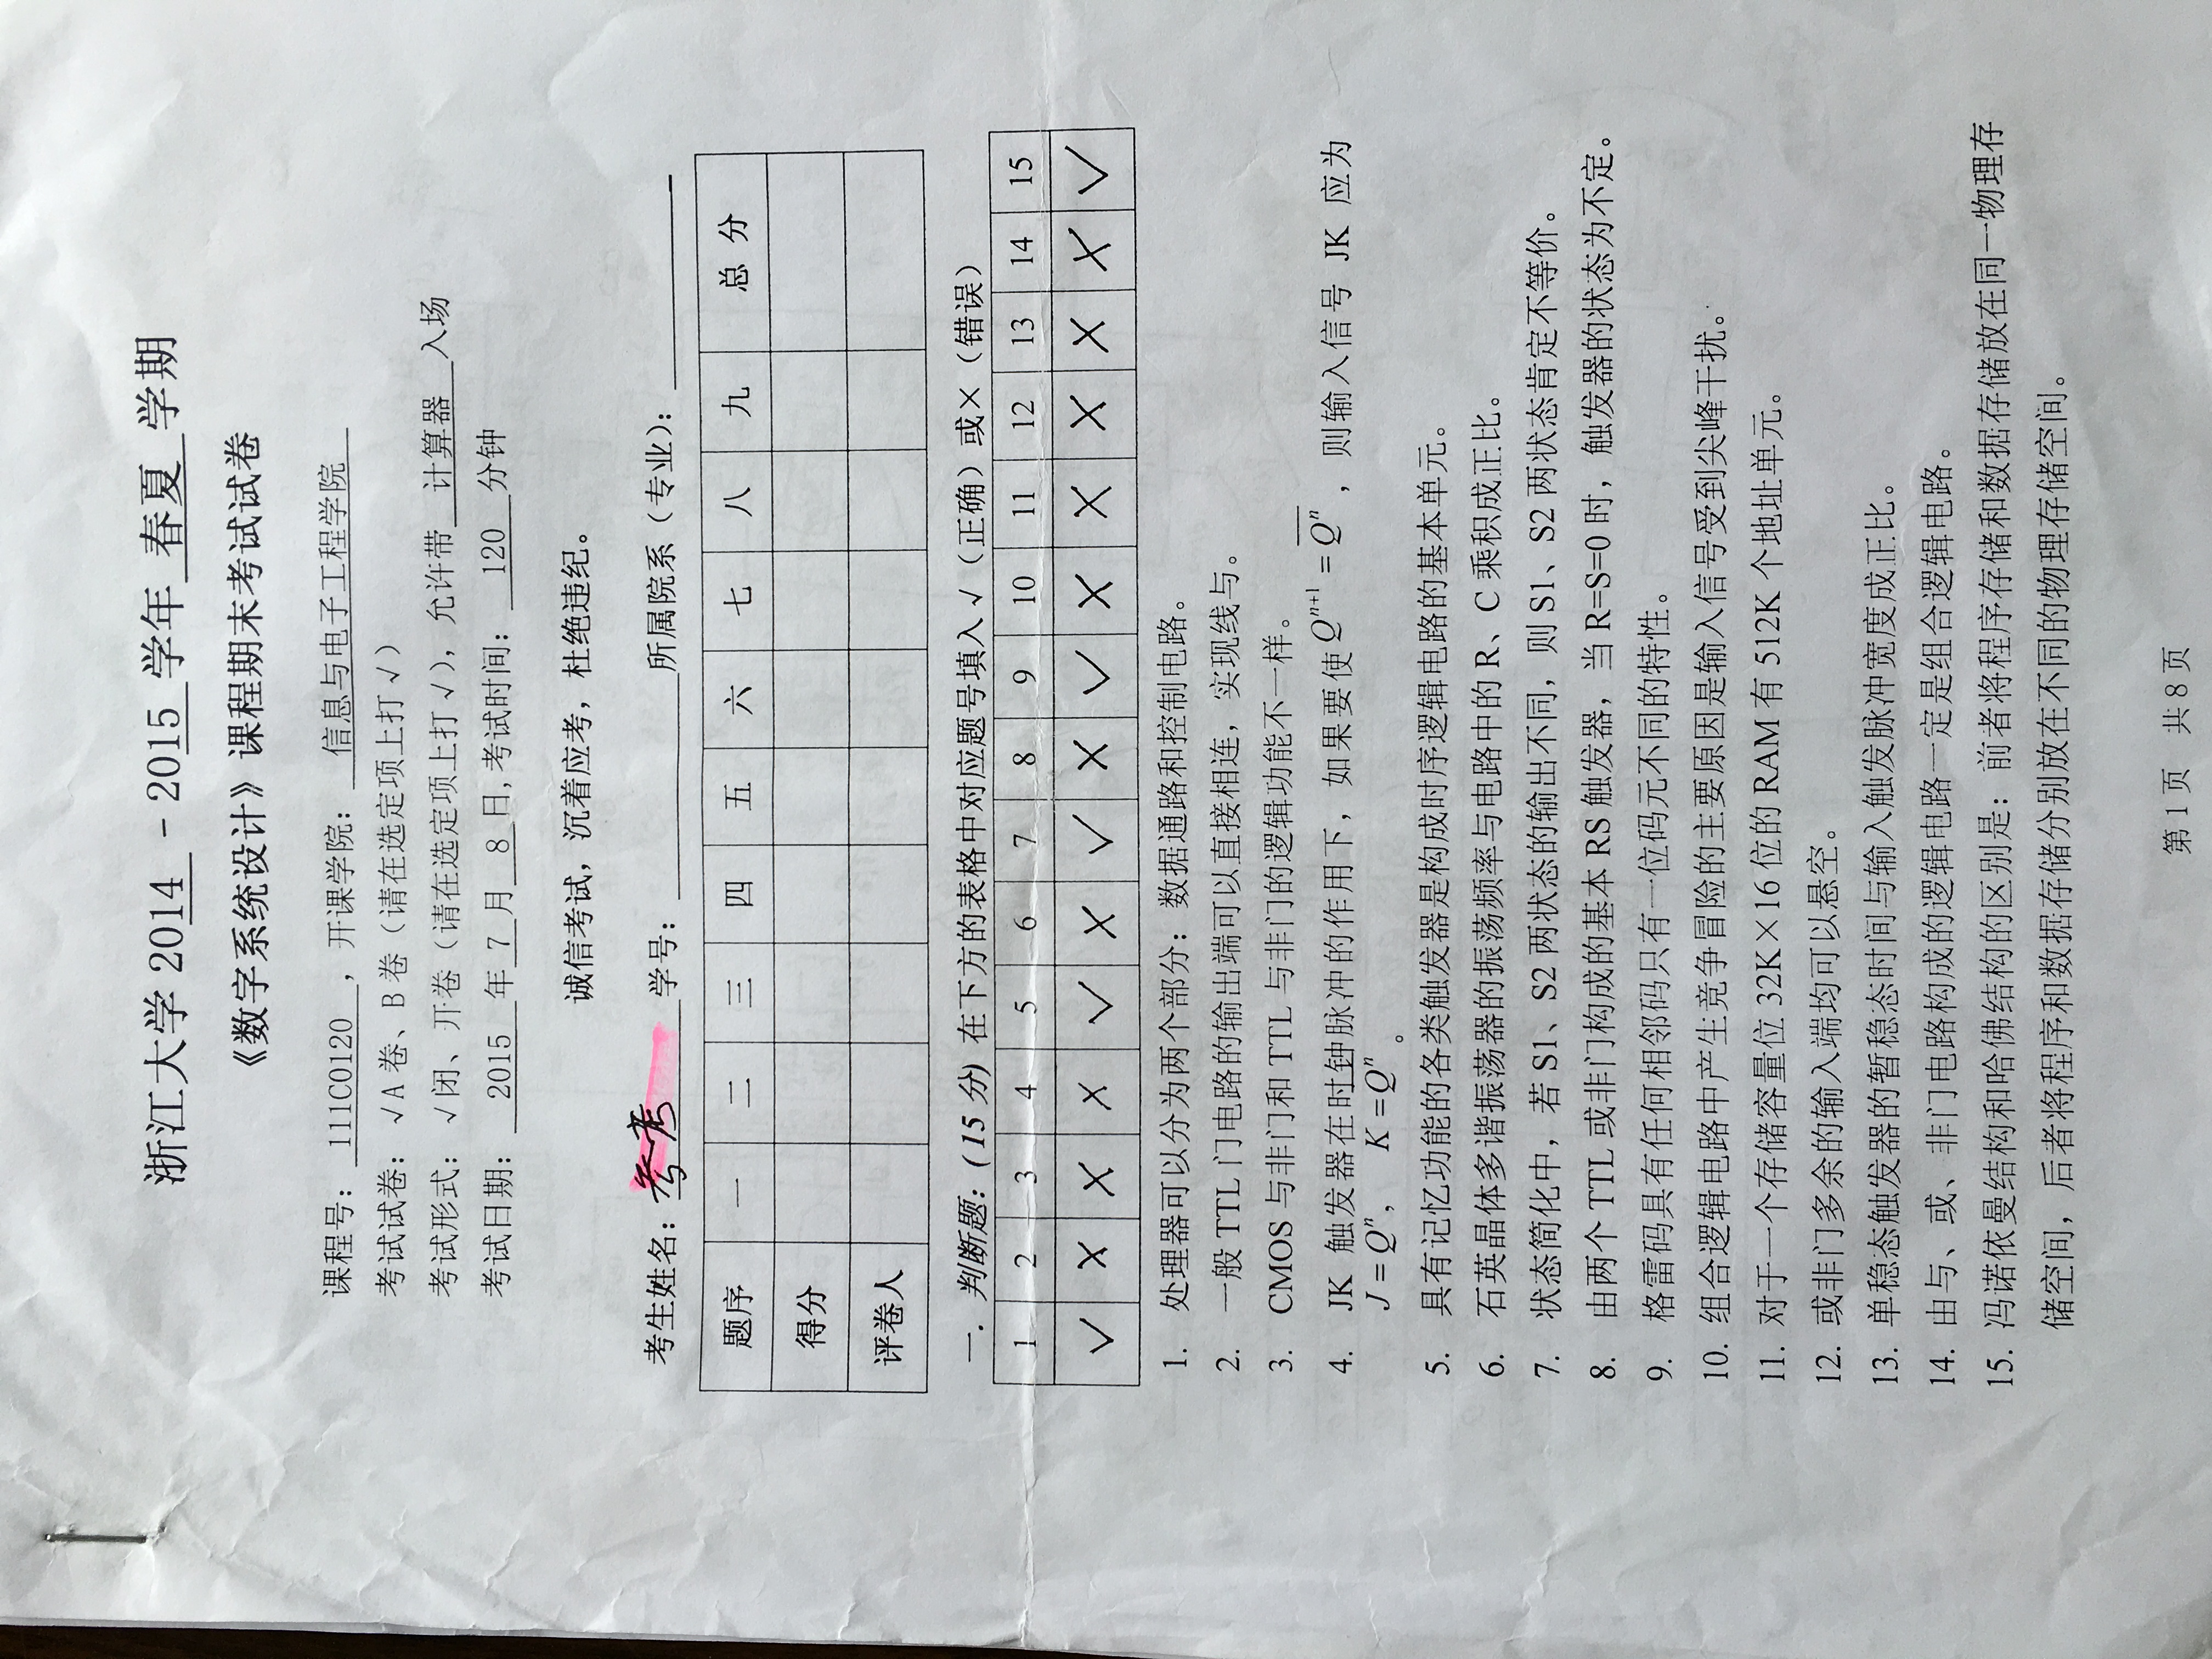 浙江大学 2014 - 2015 学年 春夏 学期
《数字系统设计》课程期末考试试卷
课程号: 111C0120 ，开课学院: 信息与电子工程学院
考试试卷: √A 卷、B 卷（请在选定项上打√）
考试形式: √闭、开卷（请在选定项上打√），允许带 计算器 入场
考试日期: 2015 年 7 月 8 日,考试时间: 120 分钟
诚信考试，沉着应考，杜绝违纪。
考生姓名: 学号: 所属院系（专业）:
题序 一 二 三 四 五 六 七 八 九 总 分
得分
评卷人
一. 判断题: (15 分) 在下方的表格中对应题号填入√（正确）或×（错误）
1 2 3 4 5 6 7 8 9 10 11 12 13 14 15
√ × × × √ × √ × √ × × × × × √
1. 处理器可以分为两个部分：数据通路和控制电路。
2. 一般 TTL 门电路的输出端可以直接相连，实现线与。
3. CMOS 与非门和 TTL 与非门的逻辑功能不一样。
4. JK 触发器在时钟脉冲的作用下，如果要使 Qⁿ⁺¹ = Q̅ⁿ ，则输入信号 JK 应为
J = Qⁿ, K = Q̅ⁿ 。
5. 具有记忆功能的各类触发器是构成时序逻辑电路的基本单元。
6. 石英晶体多谐振荡器的振荡频率与电路中的 R、C 乘积成正比。
7. 状态简化中，若 S1、S2 两状态的输出不同，则 S1、S2 两状态肯定不等价。
8. 由两个 TTL 或非门构成的基本 RS 触发器，当 R=S=0 时，触发器的状态为不定。
9. 格雷码具有任何相邻码只有一位码元不同的特性。
10. 组合逻辑电路中产生竞争冒险的主要原因是输入信号受到尖峰干扰。
11. 对于一个存储容量位 32K×16 位的 RAM 有 512K 个地址单元。
12. 或非门多余的输入端均可以悬空。
13. 单稳态触发器的暂稳态时间与输入触发脉冲宽度成正比。
14. 由与、或、非门电路构成的逻辑电路一定是组合逻辑电路。
15. 冯诺依曼结构和哈佛结构的区别是：前者将程序存储和数据存储放在同一物理存
储空间，后者将程序和数据存储分别放在不同的物理存储空间。
第 1 页 共 8 页